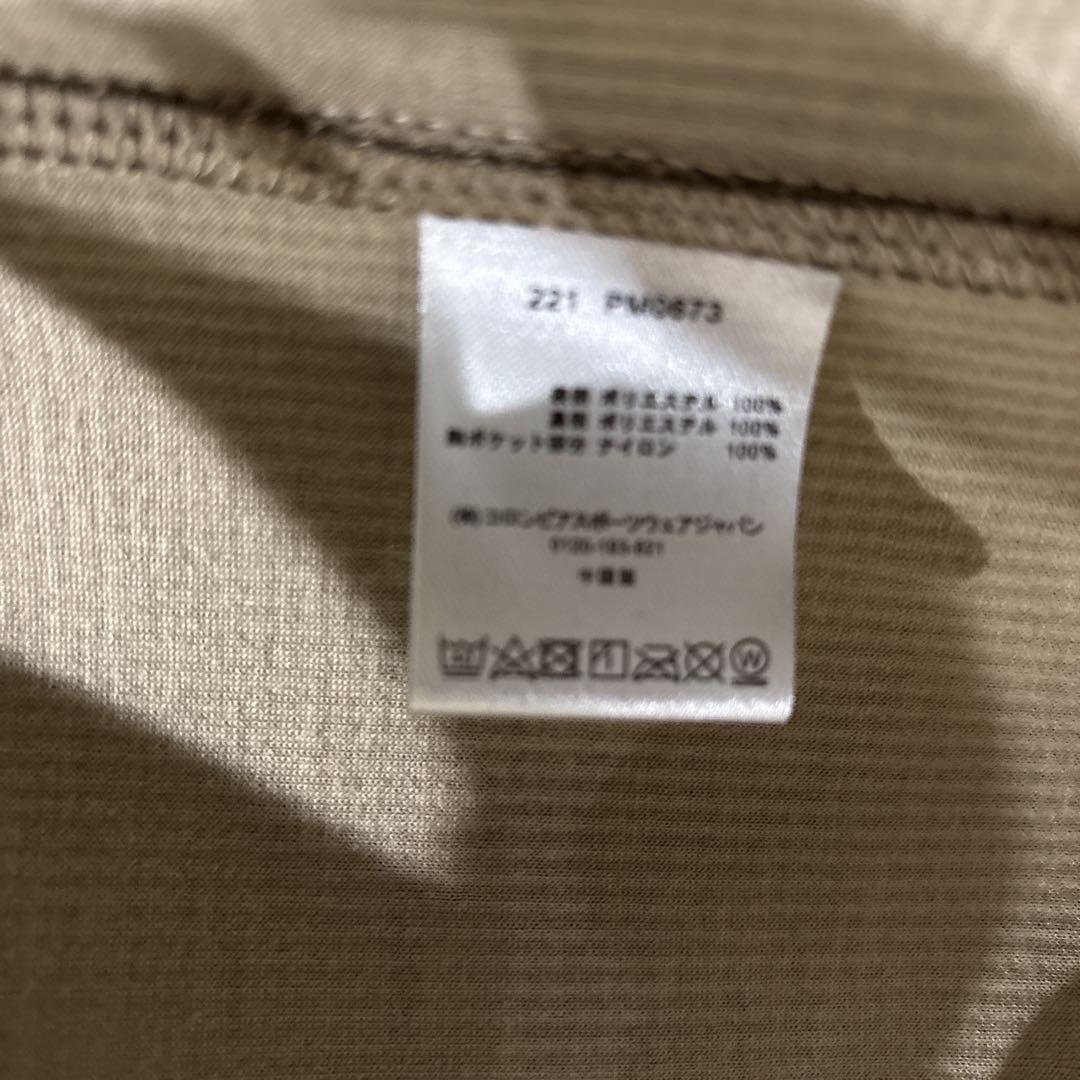 221 PM0673
表地 ポリエステル 100%
裏地 ポリエステル 100%
胸ポケット部分 ナイロン 100%
(株)コロンビアスポーツウェアジャパン
中国製
W